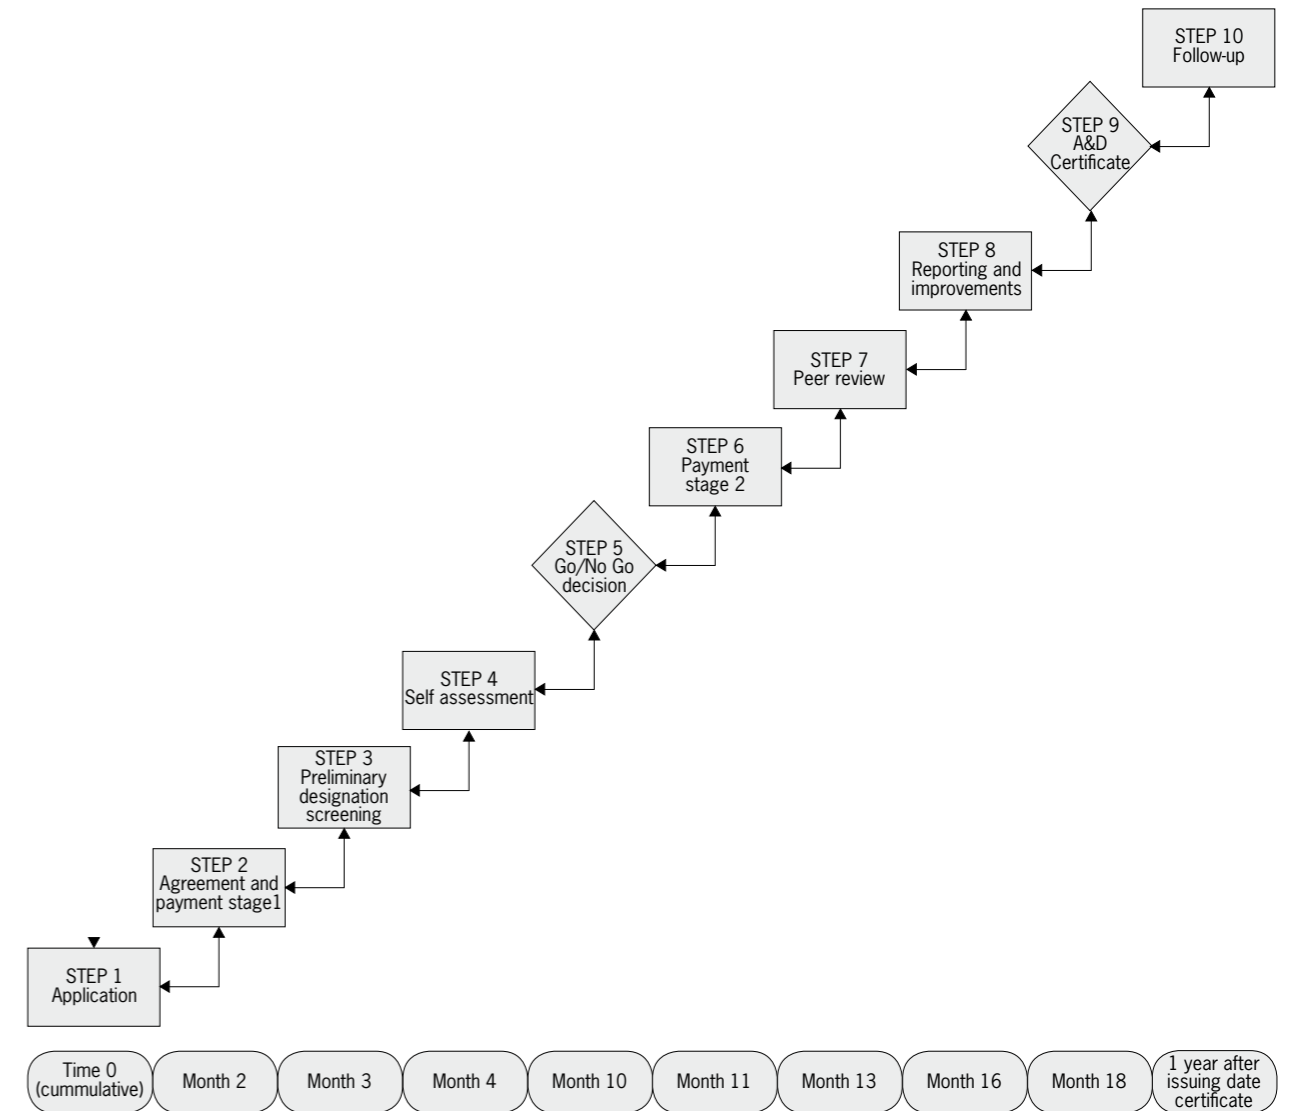 STEP 10
Follow-up
STEP 9
A&D
Certificate
STEP 8
Reporting and
improvements
STEP 7
Peer review
STEP 6
Payment
stage 2
STEP 5
Go/No Go
decision
STEP 4
Self assessment
STEP 3
Preliminary
designation
screening
STEP 2
Agreement and
payment stage1
STEP 1
Application
Time 0
(cummulative)
Month 2
Month 3
Month 4
Month 10
Month 11
Month 13
Month 16
Month 18
1 year after
issuing date
certificate